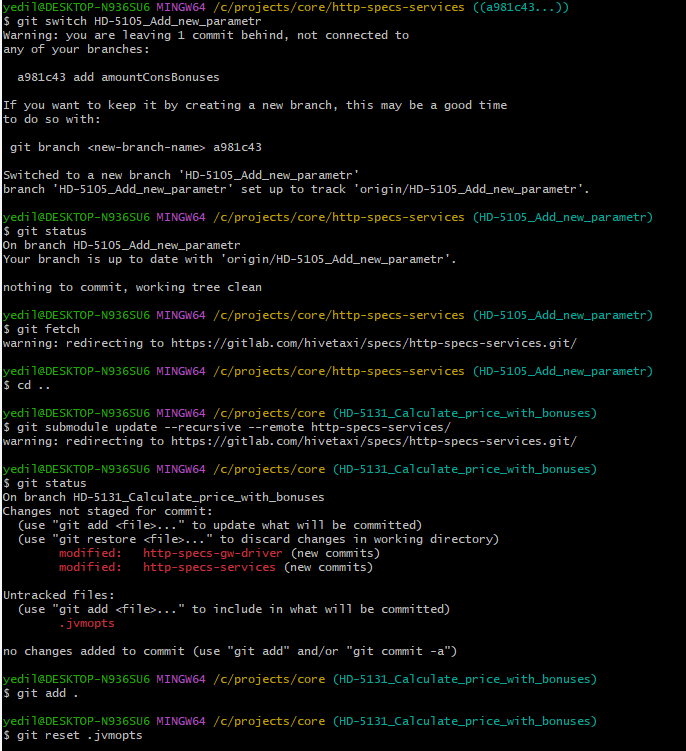 yedil@DESKTOP-N936SU6 MINGW64 /c/projects/core/http-specs-services ((a981c43...))
$ git switch HD-5105_Add_new_parametr
Warning: you are leaving 1 commit behind, not connected to
any of your branches:
  a981c43 add amountConsBonuses
If you want to keep it by creating a new branch, this may be a good time
to do so with:
 git branch <new-branch-name> a981c43
Switched to a new branch 'HD-5105_Add_new_parametr'
branch 'HD-5105_Add_new_parametr' set up to track 'origin/HD-5105_Add_new_parametr'.
yedil@DESKTOP-N936SU6 MINGW64 /c/projects/core/http-specs-services (HD-5105_Add_new_parametr)
$ git status
On branch HD-5105_Add_new_parametr
Your branch is up to date with 'origin/HD-5105_Add_new_parametr'.
nothing to commit, working tree clean
yedil@DESKTOP-N936SU6 MINGW64 /c/projects/core/http-specs-services (HD-5105_Add_new_parametr)
$ git fetch
warning: redirecting to https://gitlab.com/hivetaxi/specs/http-specs-services.git/
yedil@DESKTOP-N936SU6 MINGW64 /c/projects/core/http-specs-services (HD-5105_Add_new_parametr)
$ cd ..
yedil@DESKTOP-N936SU6 MINGW64 /c/projects/core (HD-5131_Calculate_price_with_bonuses)
$ git submodule update --recursive --remote http-specs-services/
warning: redirecting to https://gitlab.com/hivetaxi/specs/http-specs-services.git/
yedil@DESKTOP-N936SU6 MINGW64 /c/projects/core (HD-5131_Calculate_price_with_bonuses)
$ git status
On branch HD-5131_Calculate_price_with_bonuses
Changes not staged for commit:
  (use "git add <file>..." to update what will be committed)
  (use "git restore <file>..." to discard changes in working directory)
        modified:   http-specs-gw-driver (new commits)
        modified:   http-specs-services (new commits)
Untracked files:
  (use "git add <file>..." to include in what will be committed)
        .jvmopts
no changes added to commit (use "git add" and/or "git commit -a")
yedil@DESKTOP-N936SU6 MINGW64 /c/projects/core (HD-5131_Calculate_price_with_bonuses)
$ git add .
yedil@DESKTOP-N936SU6 MINGW64 /c/projects/core (HD-5131_Calculate_price_with_bonuses)
$ git reset .jvmopts